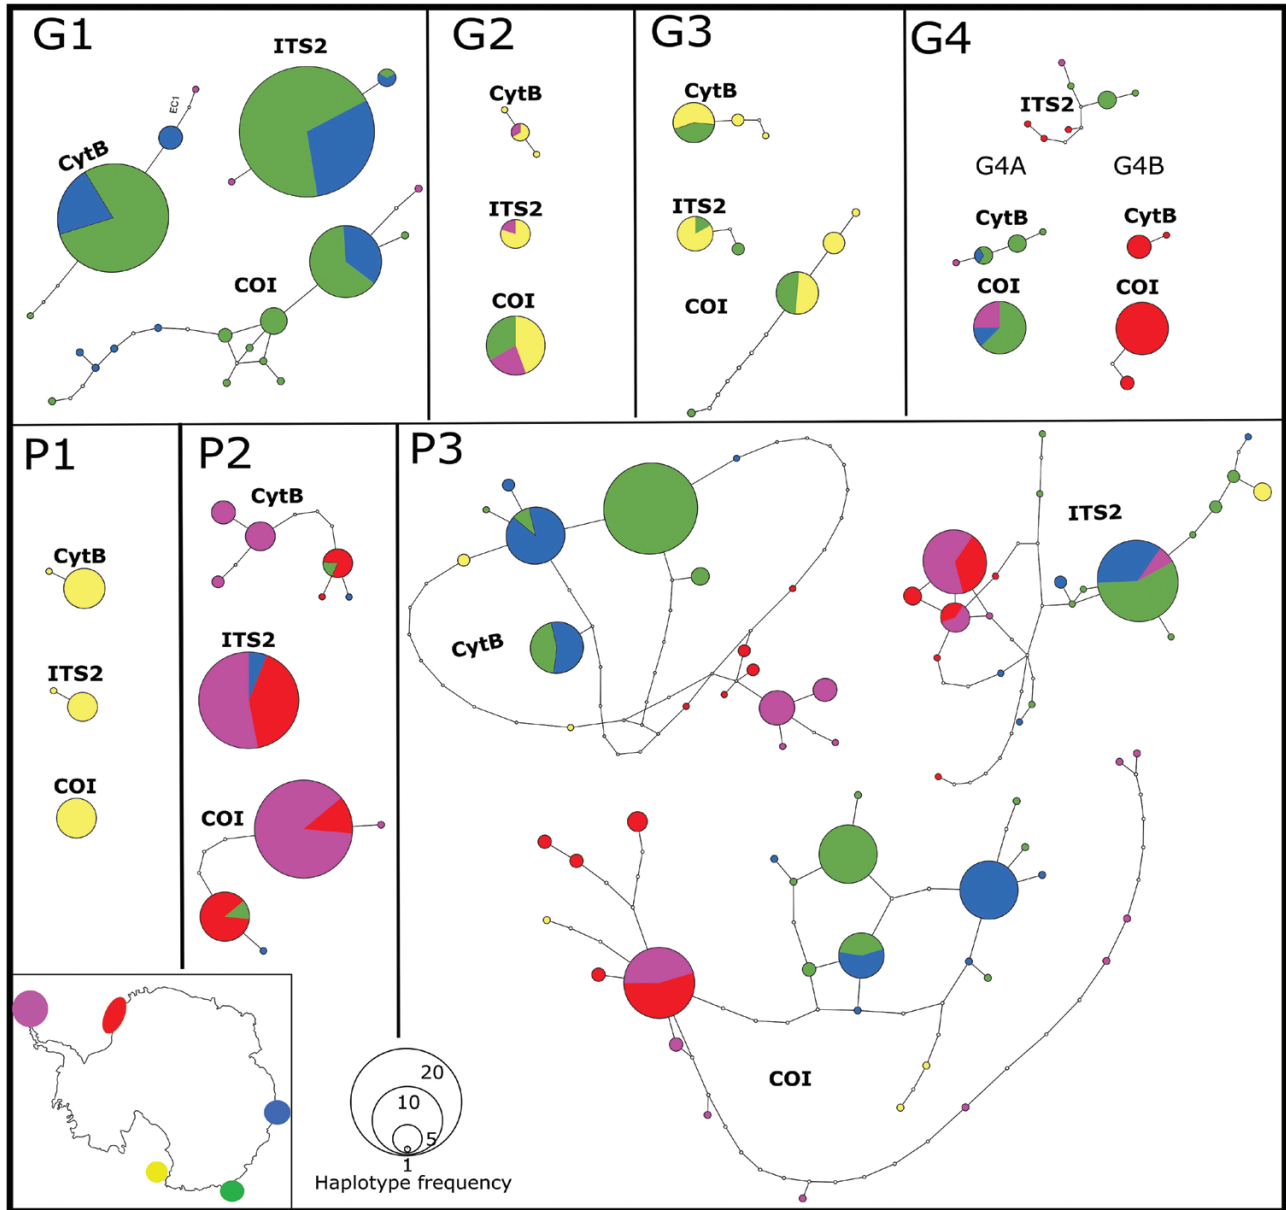 G1
ITS2
EC1
CytB
COI
G2
CytB
ITS2
COI
G3
CytB
ITS2
COI
G4
ITS2
G4A
G4B
CytB
CytB
COI
COI
P1
CytB
ITS2
COI
P2
CytB
ITS2
COI
P3
CytB
ITS2
COI
20
10
5
1
Haplotype frequency